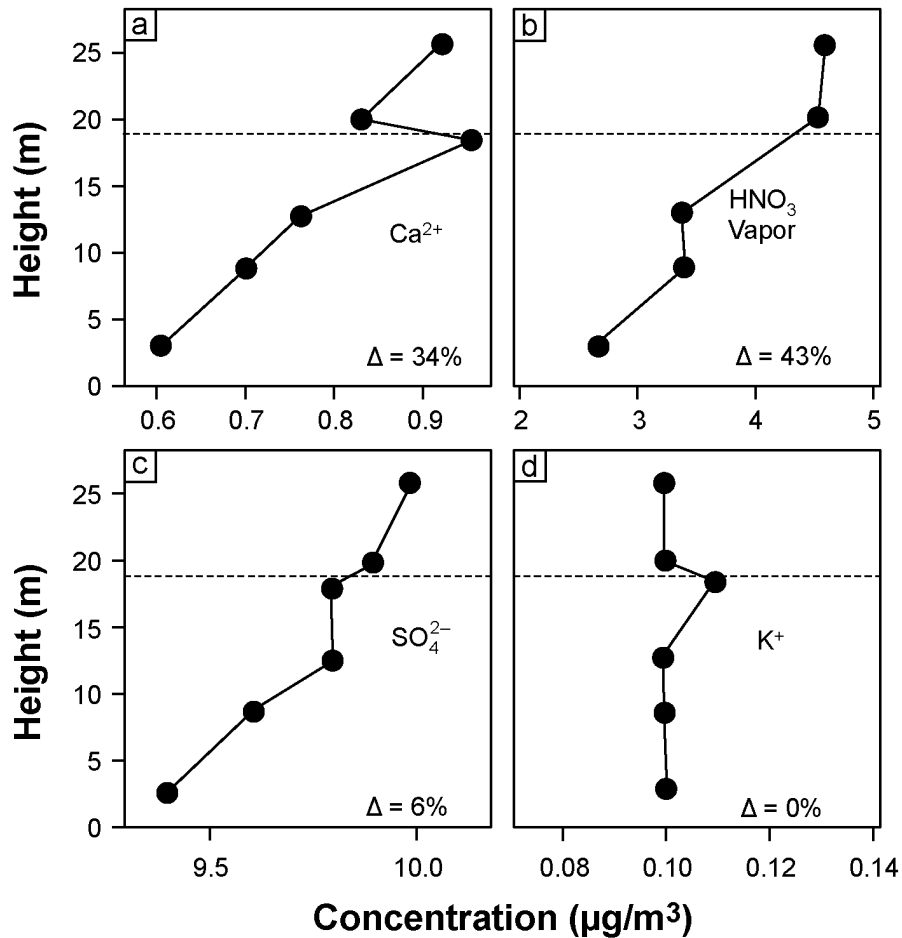 a
25
20
15
10
5
0
Height (m)
Ca²⁺
Δ = 34%
0.6 0.7 0.8 0.9
b
HNO₃
Vapor
Δ = 43%
2 3 4 5
c
25
20
15
10
5
0
Height (m)
SO₄²⁻
Δ = 6%
9.5 10.0
d
K⁺
Δ = 0%
0.08 0.10 0.12 0.14
Concentration (µg/m³)